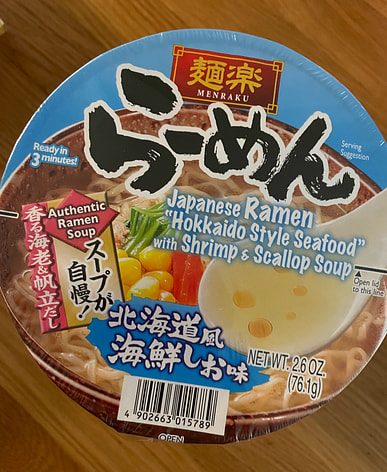 麺楽
MENRAKU
らーめん
Ready in
3 minutes!
Serving
Suggestion
Japanese Ramen
"Hokkaido Style Seafood"
with Shrimp & Scallop Soup
Authentic
Ramen
Soup
スープが
自慢!
香る海老&帆立だし
Open lid
to this line
北海道風
海鮮しお味
NET WT. 2.6 OZ.
(76.1g)
4 902663 015789
OPEN